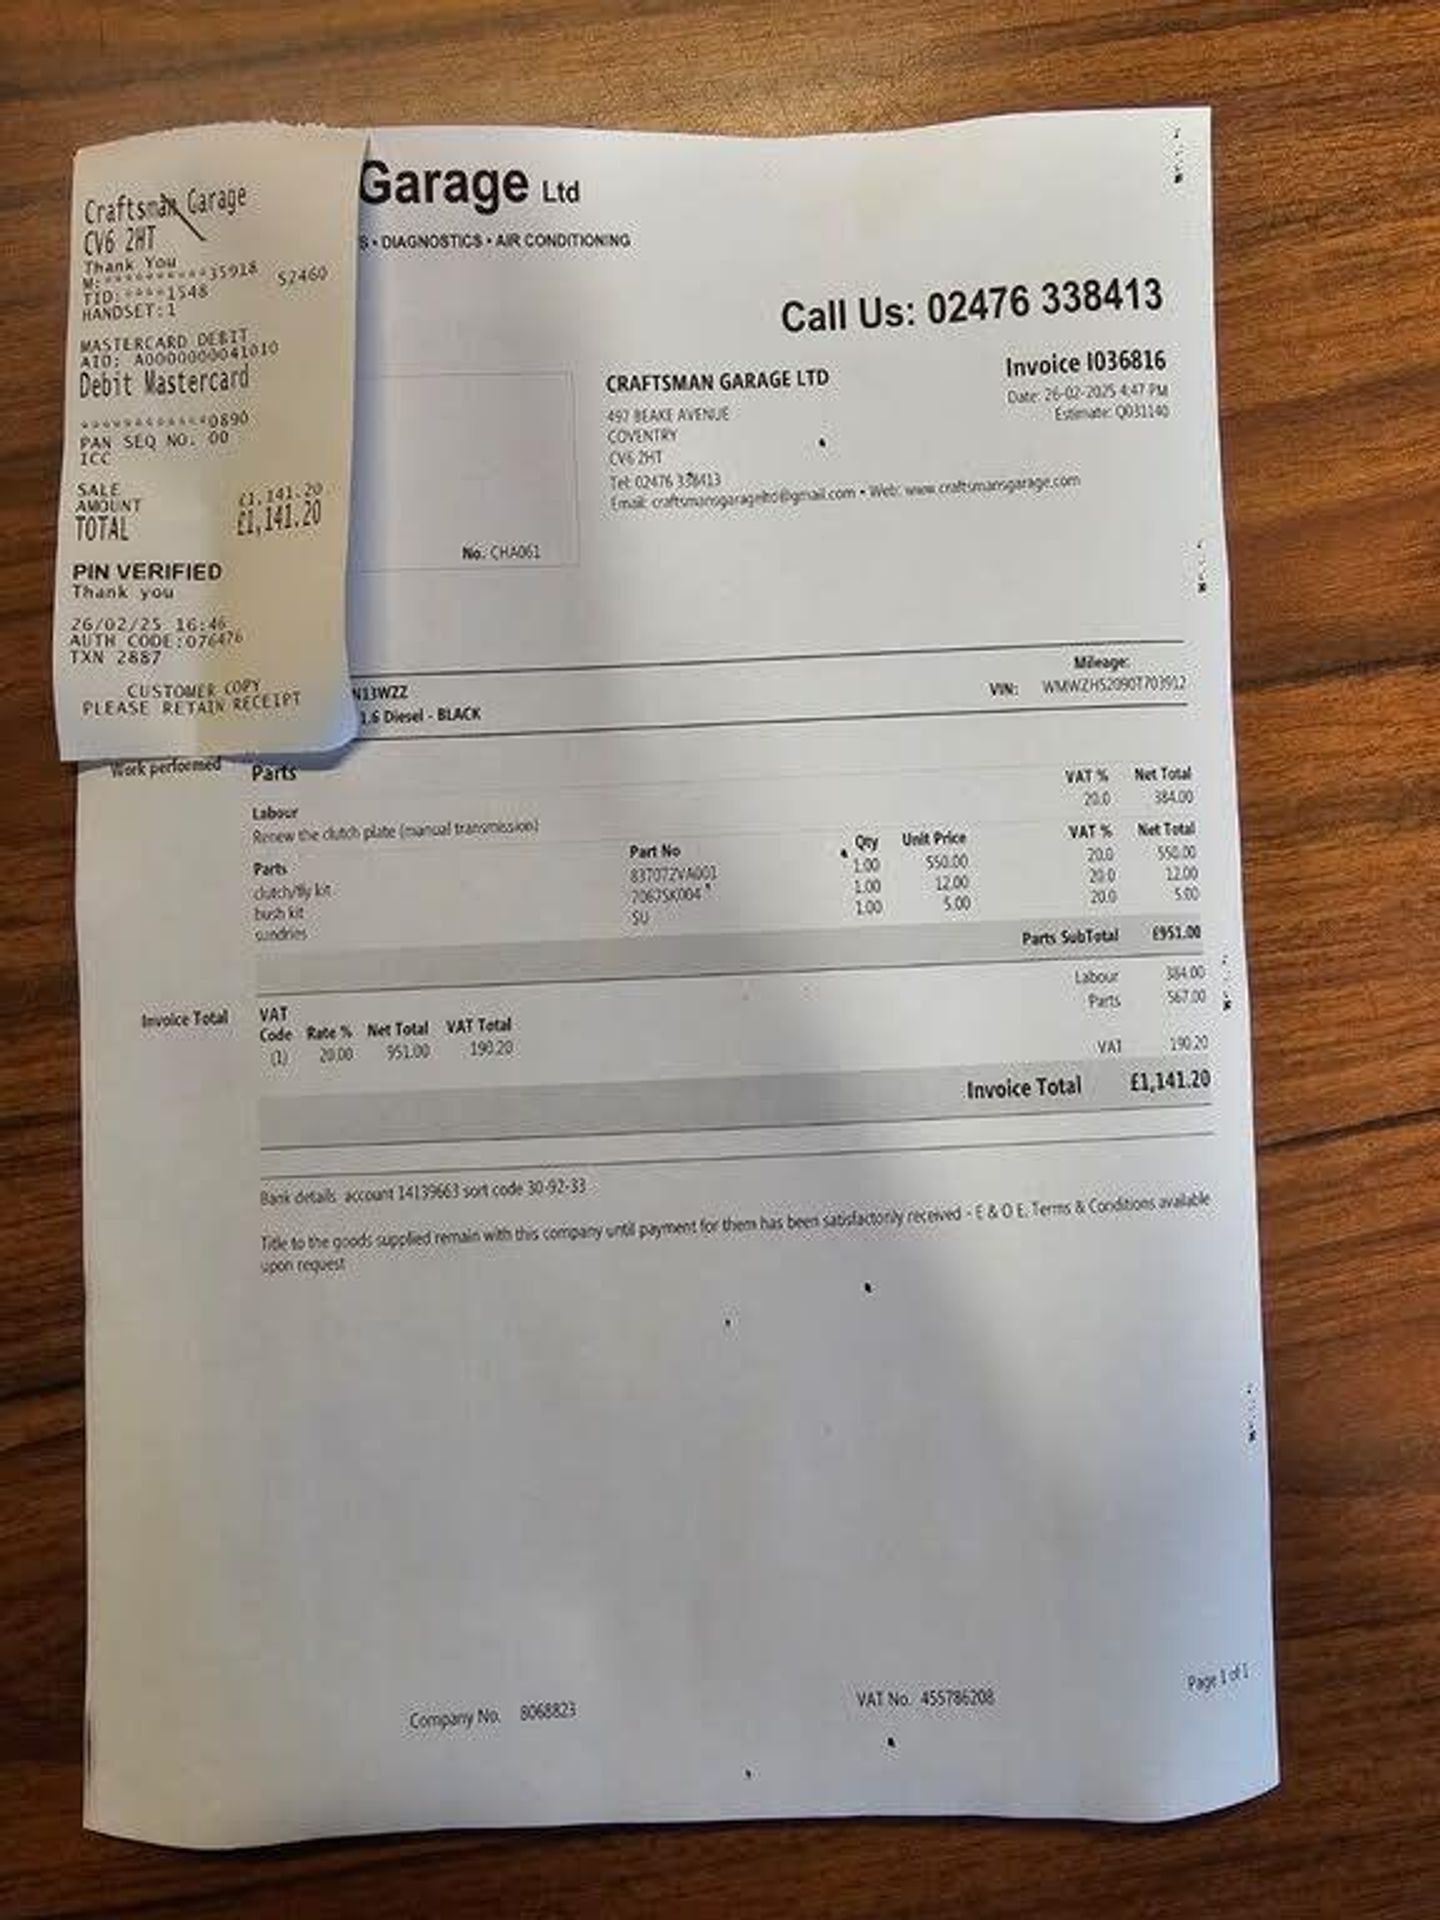 Craftsman Garage
CV6 2HT
Thank You
M:**********35918 S2460
TID:****1548
HANDSET:1
MASTERCARD DEBIT
AID: A0000000041010
Debit Mastercard
************0890
PAN SEQ NO. 00
ICC
SALE
AMOUNT £1,141.20
TOTAL £1,141.20
PIN VERIFIED
Thank you
26/02/25 16:46
AUTH CODE:076476
TXN 2887
CUSTOMER COPY
PLEASE RETAIN RECEIPT
Garage Ltd
S • DIAGNOSTICS • AIR CONDITIONING
Call Us: 02476 338413
Invoice I036816
Date: 26-02-2025 4:47 PM
Estimate: Q031140
CRAFTSMAN GARAGE LTD
497 BEAKE AVENUE
COVENTRY
CV6 2HT
Tel: 02476 338413
Email: craftsmansgarageltd@gmail.com • Web: www.craftsmansgarage.com
No. CHA061
N13WZZ
1.6 Diesel - BLACK
Mileage:
VIN: WMWZHS2090T703912
Work performed Parts
Labour VAT % Net Total
Renew the clutch plate (manual transmission) 20.0 384.00
Parts Part No Qty Unit Price VAT % Net Total
clutch/fly kit 837072VA001 1.00 550.00 20.0 550.00
bush kit 70675K004 1.00 12.00 20.0 12.00
sundries SU 1.00 5.00 20.0 5.00
Parts SubTotal £951.00
Labour 384.00
Parts 567.00
VAT 190.20
Invoice Total £1,141.20
Invoice Total VAT
Code Rate % Net Total VAT Total
(1) 20.00 951.00 190.20
Bank details account 14139663 sort code 30-92-33
Title to the goods supplied remain with this company until payment for them has been satisfactorily received - E & O E. Terms & Conditions available
upon request
Company No. 8068823
VAT No. 455786208
Page 1 of 1